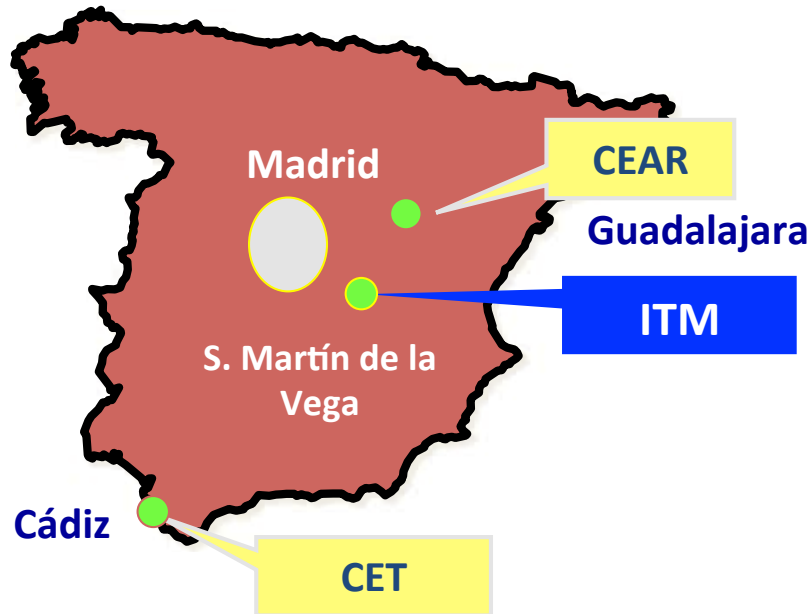 Madrid
CEAR
Guadalajara
ITM
S. Martín de la
Vega
Cádiz
CET